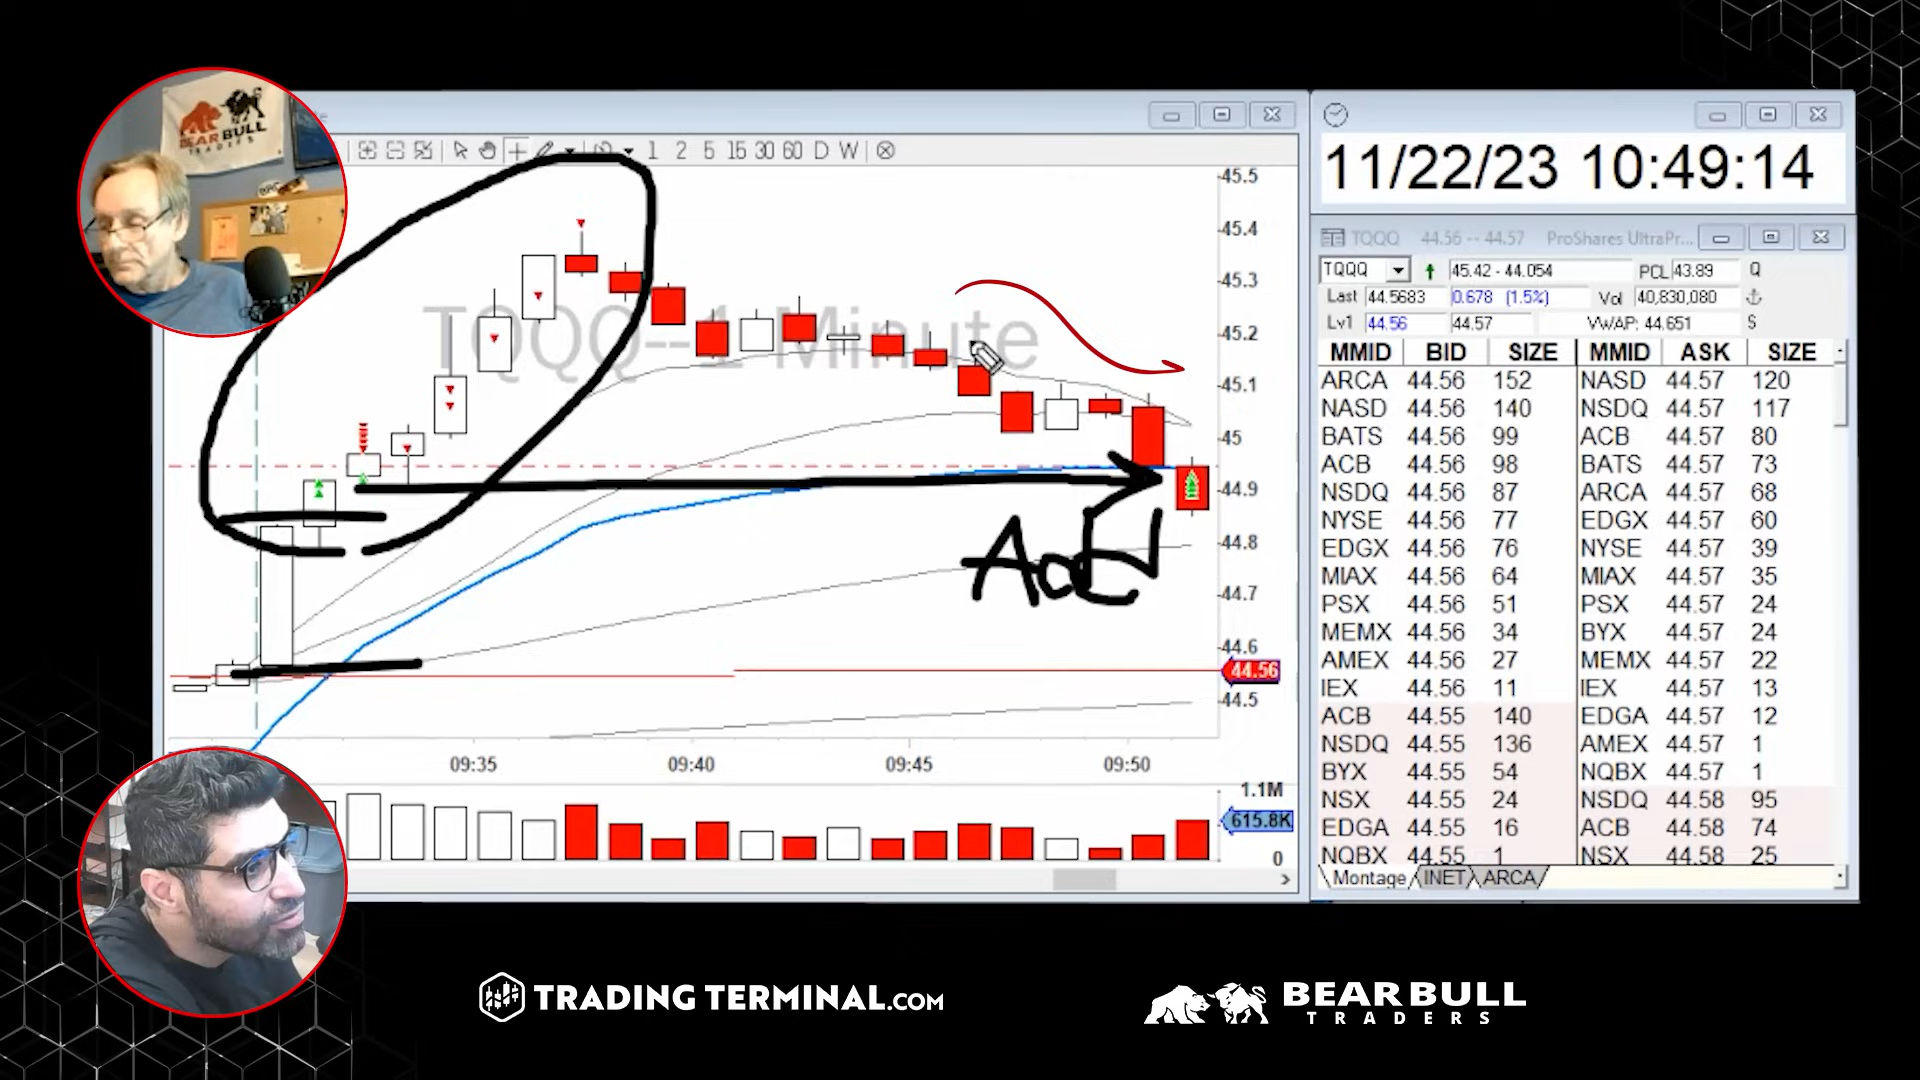 BEAR BULL
TRADERS
1 2 5 15 30 60 D W
TQQQ--1 Minute
45.5
45.4
45.3
45.2
45.1
45
44.9
44.8
44.7
44.6
44.56
44.5
09:35 09:40 09:45 09:50
1.1M
615.8K
0
11/22/23 10:49:14
TQQQ 44.56 -- 44.57 ProShares UltraPr...
TQQQ 45.42 - 44.054 PCL 43.89 Q
Last 44.5683 0.678 (1.5%) Vol 40,830,080
Lv1 44.56 44.57 VWAP: 44.651 S
MMID BID SIZE MMID ASK SIZE
ARCA 44.56 152 NASD 44.57 120
NASD 44.56 140 NSDQ 44.57 117
BATS 44.56 99 ACB 44.57 80
ACB 44.56 98 BATS 44.57 73
NSDQ 44.56 87 ARCA 44.57 68
NYSE 44.56 77 EDGX 44.57 60
EDGX 44.56 76 NYSE 44.57 39
MIAX 44.56 64 MIAX 44.57 35
PSX 44.56 51 PSX 44.57 24
MEMX 44.56 34 BYX 44.57 24
AMEX 44.56 27 MEMX 44.57 22
IEX 44.56 11 IEX 44.57 13
ACB 44.55 140 EDGA 44.57 12
NSDQ 44.55 136 AMEX 44.57 1
BYX 44.55 54 NQBX 44.57 1
NSX 44.55 24 NSDQ 44.58 95
EDGA 44.55 16 ACB 44.58 74
NQBX 44.55 1 NSX 44.58 25
Montage INET ARCA
TRADING TERMINAL.COM
BEAR BULL
TRADERS